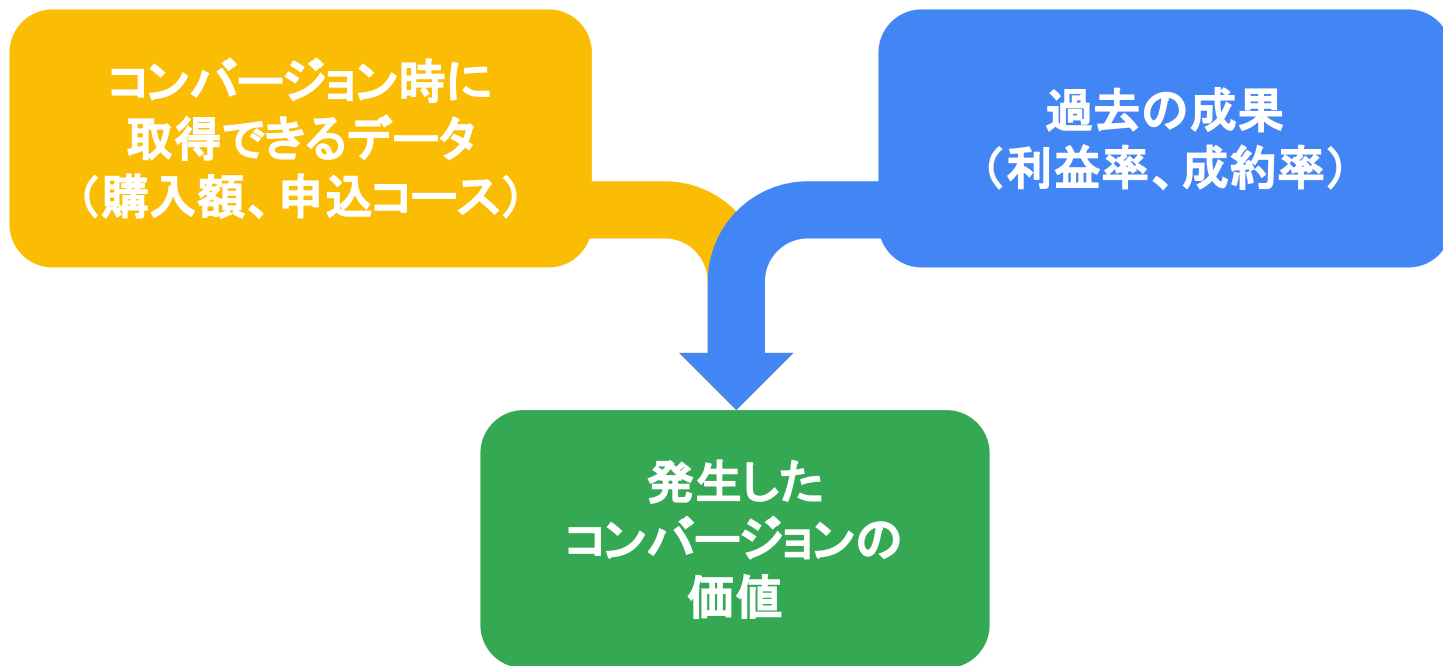 コンバージョン時に
取得できるデータ
（購入額、申込コース）
過去の成果
（利益率、成約率）
発生した
コンバージョンの
価値